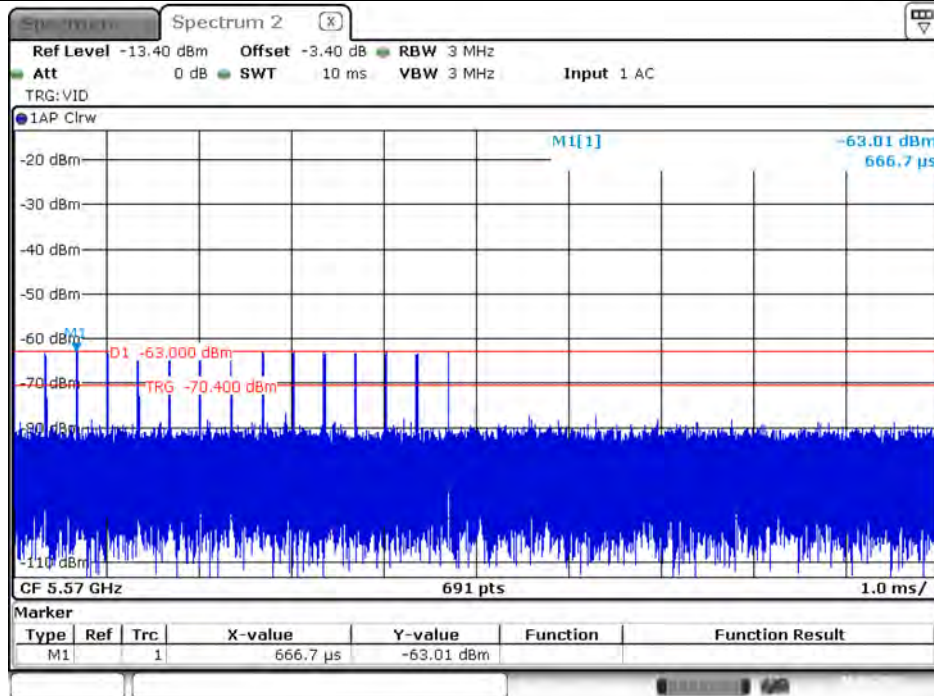 Spectrum 2 X
Ref Level -13.40 dBm Offset -3.40 dB RBW 3 MHz
Att 0 dB SWT 10 ms VBW 3 MHz Input 1 AC
TRG:VID
1AP Clrw
M1[1] -63.01 dBm
666.7 µs
-20 dBm
-30 dBm
-40 dBm
-50 dBm
-60 dBm
M1
D1 -63.000 dBm
-70 dBm
TRG -70.400 dBm
-110 dBm
CF 5.57 GHz 691 pts 1.0 ms/
Marker
Type Ref Trc X-value Y-value Function Function Result
M1 1 666.7 µs -63.01 dBm